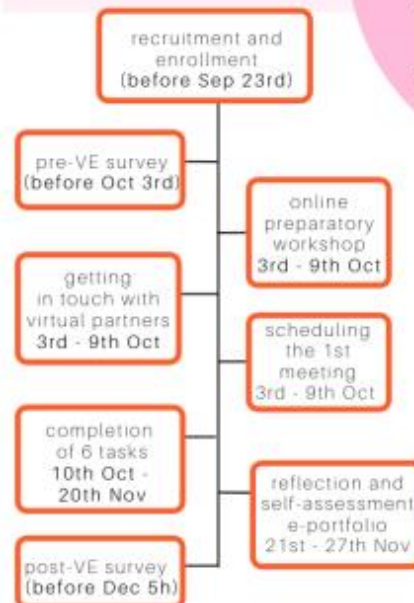 recruitment and
enrollment
(before Sep 23rd)
pre-VE survey
(before Oct 3rd)
online
preparatory
workshop
3rd - 9th Oct
getting
in touch with
virtual partners
3rd - 9th Oct
scheduling
the 1st
meeting
3rd - 9th Oct
completion
of 6 tasks
10th Oct -
20th Nov
reflection and
self-assessment
e-portfolio
21st - 27th Nov
post-VE survey
(before Dec 5h)